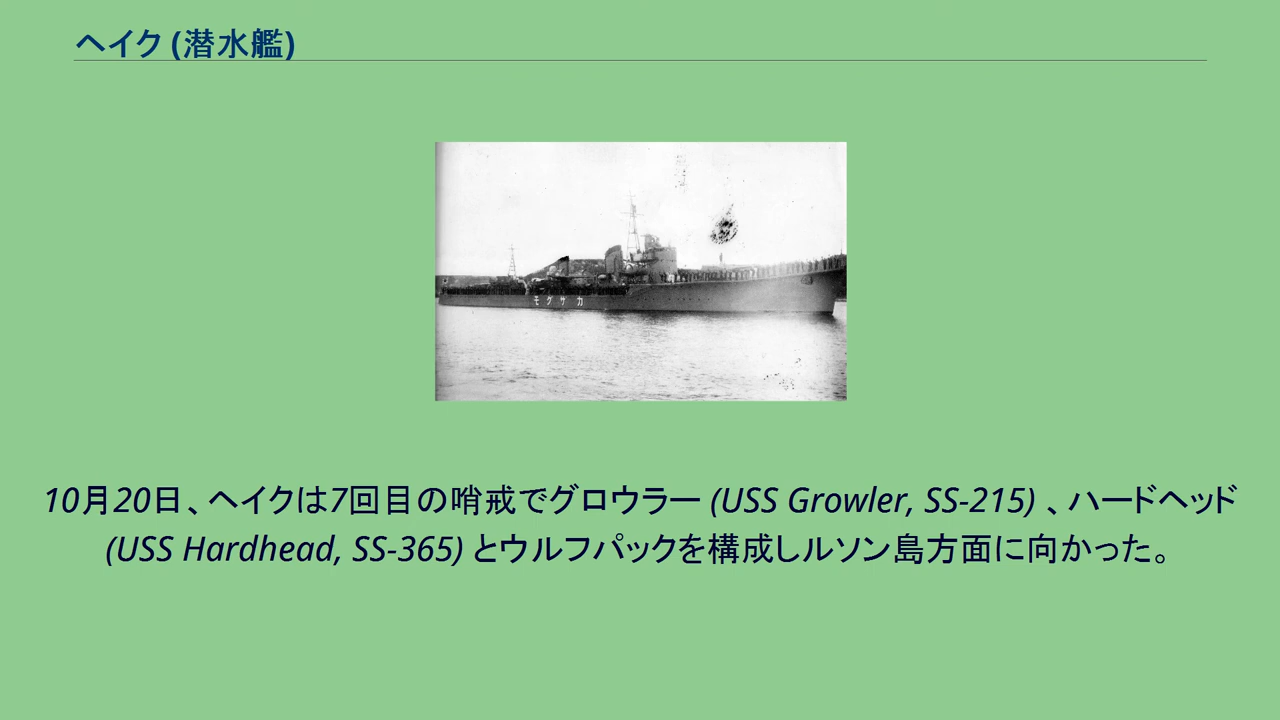 ヘイク (潜水艦)
モグサカ
10月20日、ヘイクは7回目の哨戒でグロウラー (USS Growler, SS-215) 、ハードヘッド
(USS Hardhead, SS-365) とウルフパックを構成しルソン島方面に向かった。